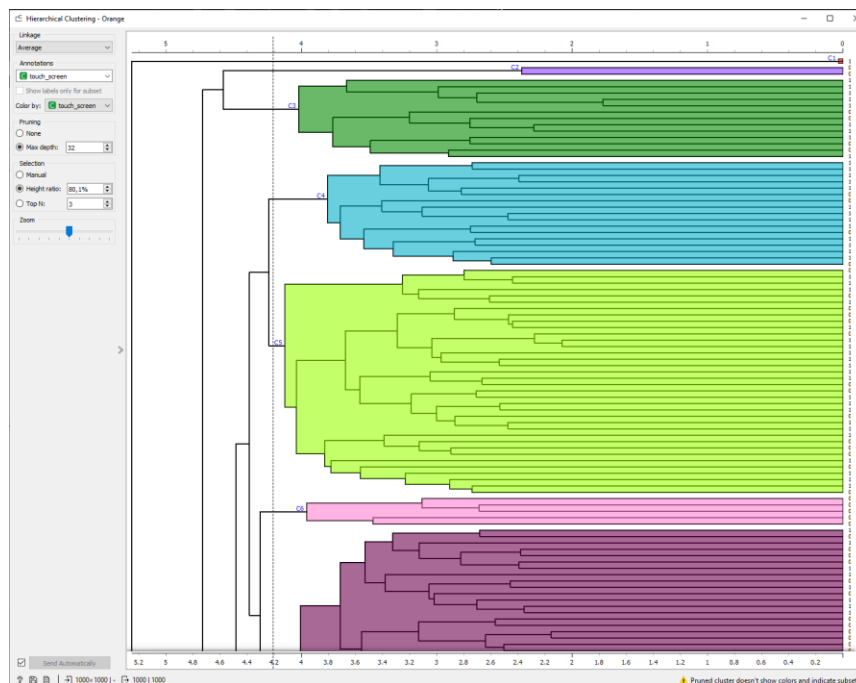 Hierarchical Clustering - Orange
Linkage
Average
Annotations
C touch_screen
Show labels only for subset
Color by: C touch_screen
Pruning
None
Max depth: 32
Selection
Manual
Height ratio: 80,1%
Top N: 3
Zoom
Send Automatically
1000+1000 | - 1000 | 1000
5 4 3 2 1 0
C1
C2
C3
C4
C5
C6
5.2 5 4.8 4.6 4.4 4.2 4 3.8 3.6 3.4 3.2 3 2.8 2.6 2.4 2.2 2 1.8 1.6 1.4 1.2 1 0.8 0.6 0.4 0.2 0
Pruned cluster doesn't show colors and indicate subset